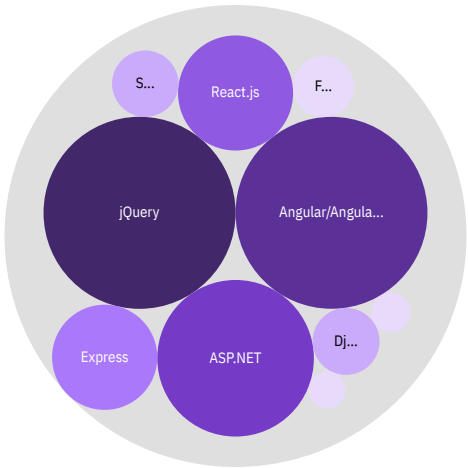 S...
React.js
F...
jQuery
Angular/Angula...
Express
ASP.NET
Dj...